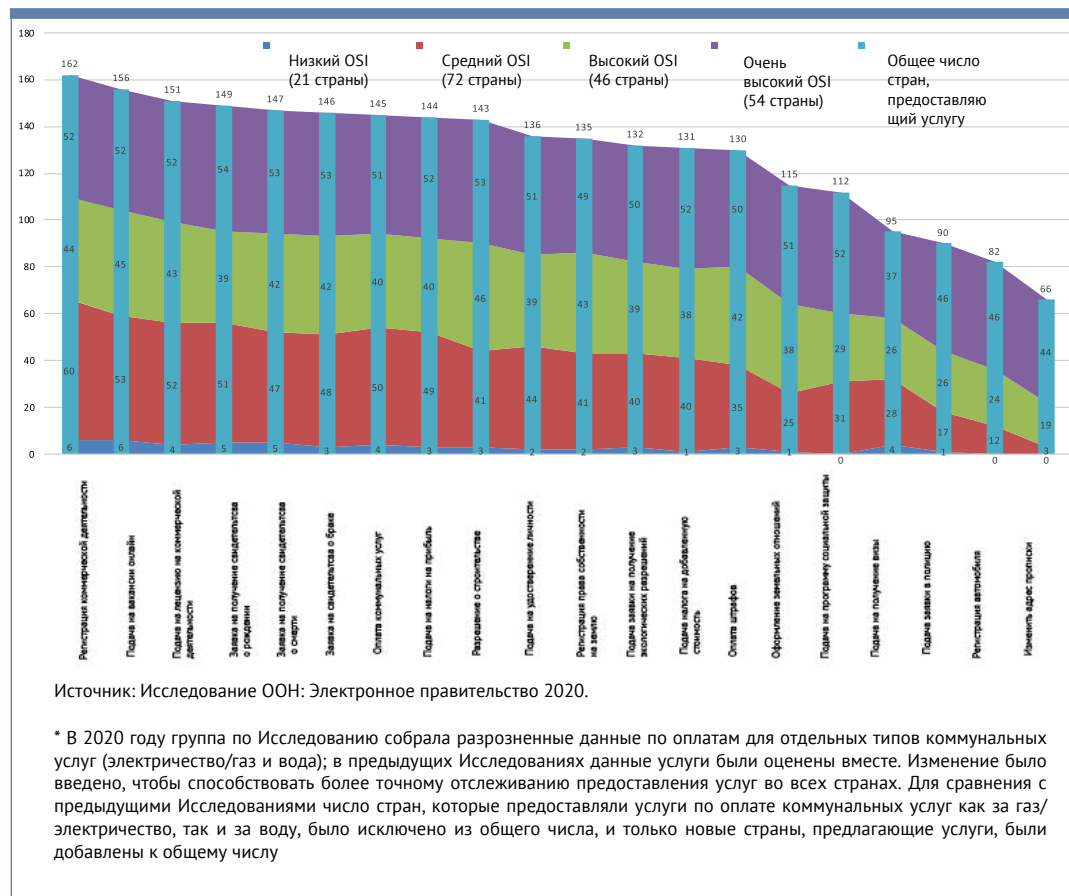 180
160
140
120
100
80
60
40
20
0
Низкий OSI
(21 страны)
Средний OSI
(72 страны)
Высокий OSI
(46 страны)
Очень
высокий OSI
(54 страны)
Общее число
стран,
предоставляю
щий услугу
162 156 151 149 147 146 145 144 143 136 135 132 131 130 115 112 95 90 82 66
52 52 52 54 53 53 51 52 53 51 49 50 52 50 51 52 37 46 46 44
44 45 43 39 42 42 40 40 46 39 43 39 38 42 38 29 26 26 24 19
60 53 52 51 47 48 50 49 41 44 41 40 40 35 25 31 28 17 12 3
6 6 4 5 5 3 4 3 3 2 2 3 1 3 1 0 4 1 0 0
Регистрация коммерческой деятельности
Подача на вакансии онлайн
Подача на лецензию на коммерческой
деятельности
Заявка на получение свидетельтсва
о рождении
Заявка на получение свидетельтсва
о смерти
Заявка на свидетельтсва о браке
Оплата коммунальных услуг
Подача на налоги на прибыль
Разрешение о строительстве
Подача на удостверение личности
Регистрация права собственности
на землю
Подача заявки на получение
экологических разрешений
Подача налога на добавленную
стоимость
Оплата штрафов
Оформление земельных отношений
Подача на программу социальной защиты
Подача на получение визы
Подача заявки в полицию
Регистрация автомобиля
Изменить адрес прописки
Источник: Исследование ООН: Электронное правительство 2020.
* В 2020 году группа по Исследованию собрала разрозненные данные по оплатам для отдельных типов коммунальных
услуг (электричество/газ и вода); в предыдущих Исследованиях данные услуги были оценены вместе. Изменение было
введено, чтобы способствовать более точному отслеживанию предоставления услуг во всех странах. Для сравнения с
предыдущими Исследованиями число стран, которые предоставляли услуги по оплате коммунальных услуг как за газ/
электричество, так и за воду, было исключено из общего числа, и только новые страны, предлагающие услуги, были
добавлены к общему числу